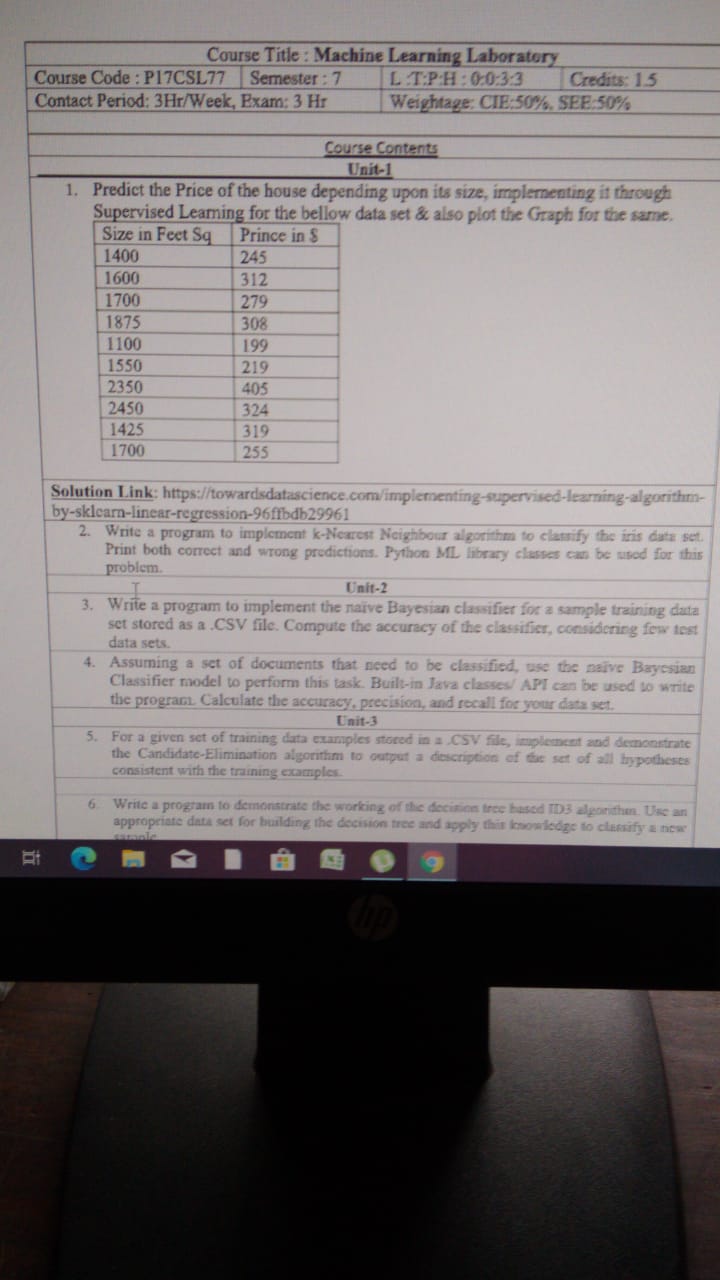 Course Title : Machine Learning Laboratory
Course Code : P17CSL77 Semester : 7 L :T:P:H : 0:0:3:3 Credits: 1.5
Contact Period: 3Hr/Week, Exam: 3 Hr Weightage: CIE:50%, SEE:50%
Course Contents
Unit-1
1. Predict the Price of the house depending upon its size, implementing it through
Supervised Learning for the bellow data set & also plot the Graph for the same.
Size in Feet Sq Prince in $
1400 245
1600 312
1700 279
1875 308
1100 199
1550 219
2350 405
2450 324
1425 319
1700 255
Solution Link: https://towardsdatascience.com/implementing-supervised-learning-algorithm-
by-sklearn-linear-regression-96ffbdb29961
2. Write a program to implement k-Nearest Neighbour algorithm to classify the iris data set.
Print both correct and wrong predictions. Python ML library classes can be used for this
problem.
Unit-2
3. Write a program to implement the naïve Bayesian classifier for a sample training data
set stored as a .CSV file. Compute the accuracy of the classifier, considering few test
data sets.
4. Assuming a set of documents that need to be classified, use the naïve Bayesian
Classifier model to perform this task. Built-in Java classes/ API can be used to write
the program. Calculate the accuracy, precision, and recall for your data set.
Unit-3
5. For a given set of training data examples stored in a .CSV file, implement and demonstrate
the Candidate-Elimination algorithm to output a description of the set of all hypotheses
consistent with the training examples.
6. Write a program to demonstrate the working of the decision tree based ID3 algorithm. Use an
appropriate data set for building the decision tree and apply this knowledge to classify a new
sample
hp